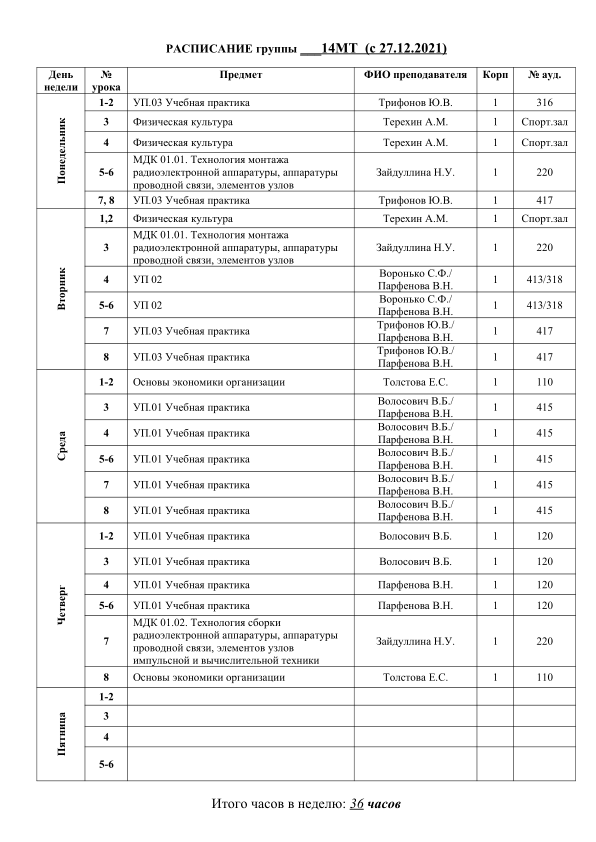 РАСПИСАНИЕ группы ___14МТ (с 27.12.2021)
День недели № урока Предмет ФИО преподавателя Корп № ауд.
Понедельник
1-2 УП.03 Учебная практика Трифонов Ю.В. 1 316
3 Физическая культура Терехин А.М. 1 Спорт.зал
4 Физическая культура Терехин А.М. 1 Спорт.зал
МДК 01.01. Технология монтажа
5-6 радиоэлектронной аппаратуры, аппаратуры Зайдуллина Н.У. 1 220
проводной связи, элементов узлов
7, 8 УП.03 Учебная практика Трифонов Ю.В. 1 417
Вторник
1,2 Физическая культура Терехин А.М. 1 Спорт.зал
МДК 01.01. Технология монтажа
3 радиоэлектронной аппаратуры, аппаратуры Зайдуллина Н.У. 1 220
проводной связи, элементов узлов
4 УП 02 Воронько С.Ф./ Парфенова В.Н. 1 413/318
5-6 УП 02 Воронько С.Ф./ Парфенова В.Н. 1 413/318
7 УП.03 Учебная практика Трифонов Ю.В./ Парфенова В.Н. 1 417
8 УП.03 Учебная практика Трифонов Ю.В./ Парфенова В.Н. 1 417
Среда
1-2 Основы экономики организации Толстова Е.С. 1 110
3 УП.01 Учебная практика Волосович В.Б./ Парфенова В.Н. 1 415
4 УП.01 Учебная практика Волосович В.Б./ Парфенова В.Н. 1 415
5-6 УП.01 Учебная практика Волосович В.Б./ Парфенова В.Н. 1 415
7 УП.01 Учебная практика Волосович В.Б./ Парфенова В.Н. 1 415
8 УП.01 Учебная практика Волосович В.Б./ Парфенова В.Н. 1 415
Четверг
1-2 УП.01 Учебная практика Волосович В.Б. 1 120
3 УП.01 Учебная практика Волосович В.Б. 1 120
4 УП.01 Учебная практика Парфенова В.Н. 1 120
5-6 УП.01 Учебная практика Парфенова В.Н. 1 120
МДК 01.02. Технология сборки
радиоэлектронной аппаратуры, аппаратуры
7 проводной связи, элементов узлов Зайдуллина Н.У. 1 220
импульсной и вычислительной техники
8 Основы экономики организации Толстова Е.С. 1 110
Пятница
1-2
3
4
5-6
Итого часов в неделю: 36 часов